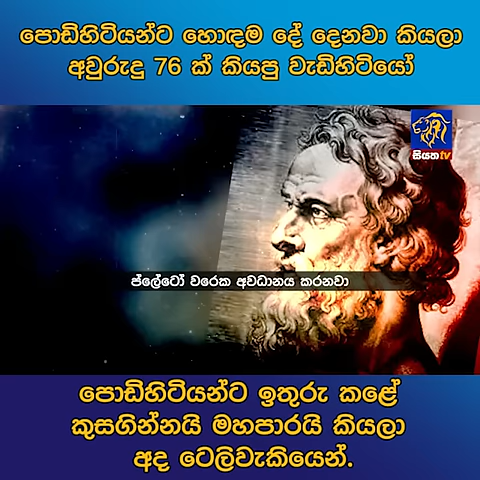 පොඩිහිටියන්ට හොඳම දේ දෙනවා කියලා
අවුරුදු 76 ක් කියපු වැඩිහිටියෝ
සියත tv
ප්ලේටෝ වරෙක අවධානය කරනවා
පොඩිහිටියන්ට ඉතුරු කළේ
කුසගින්නයි මහපාරයි කියලා
අද ටෙලිවැකියෙන්.